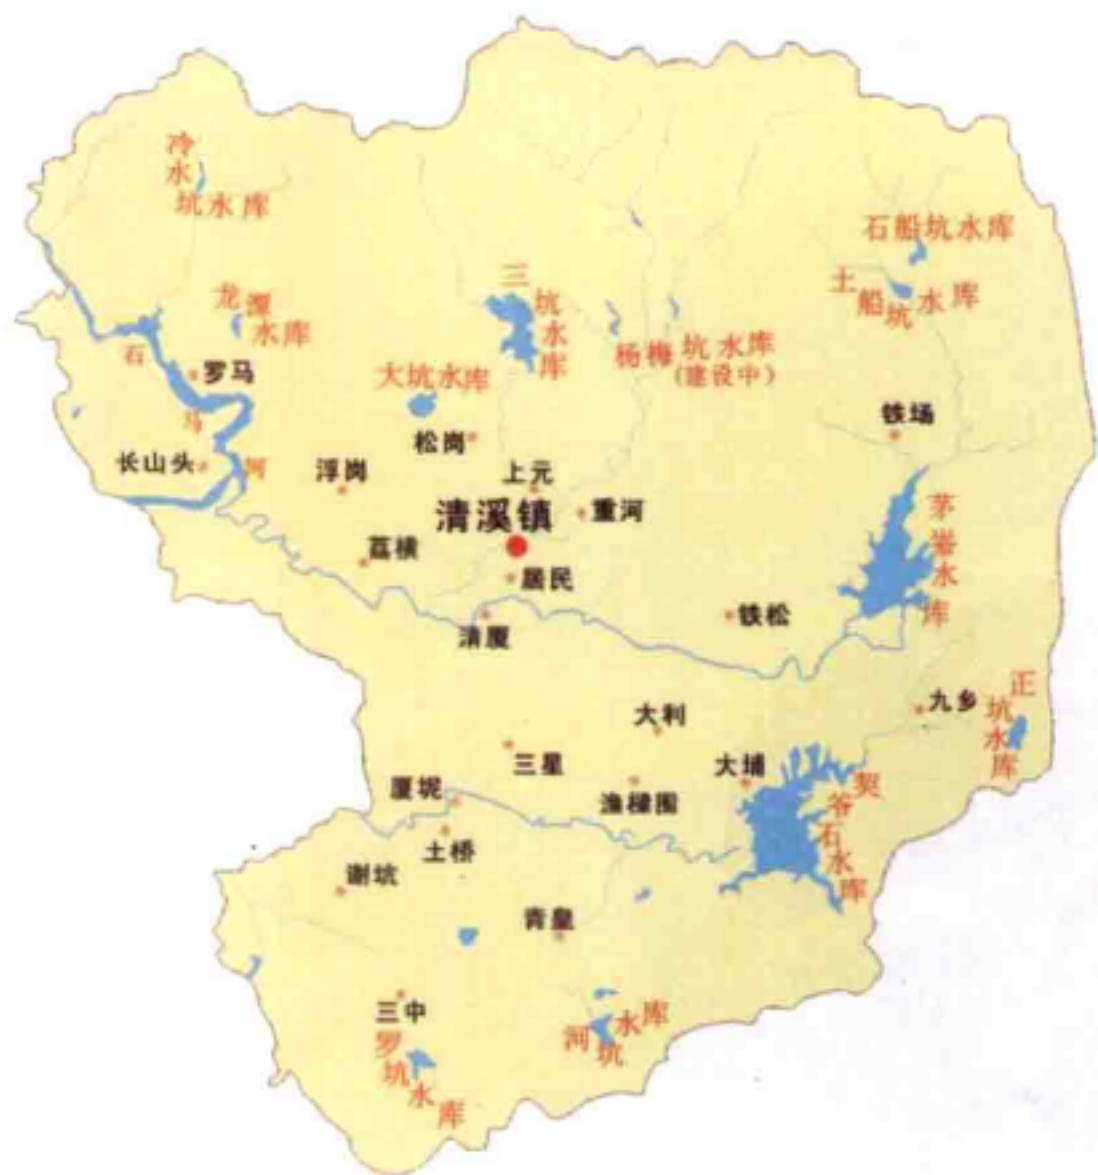 冷水坑水库
石船坑水库
土船坑水库
龙潭水库
三坑水库
杨梅坑水库
(建设中)
大坑水库
石马河
罗马
长山头
松岗
铁场
浮岗
上元
重河
清溪镇
荔横
居民
清厦
铁松
茅岩水库
九乡
正坑水库
大利
三星
大埔
渔樑围
厦坭
契爷石水库
土桥
谢坑
青皇
三中
河坑水库
罗坑水库